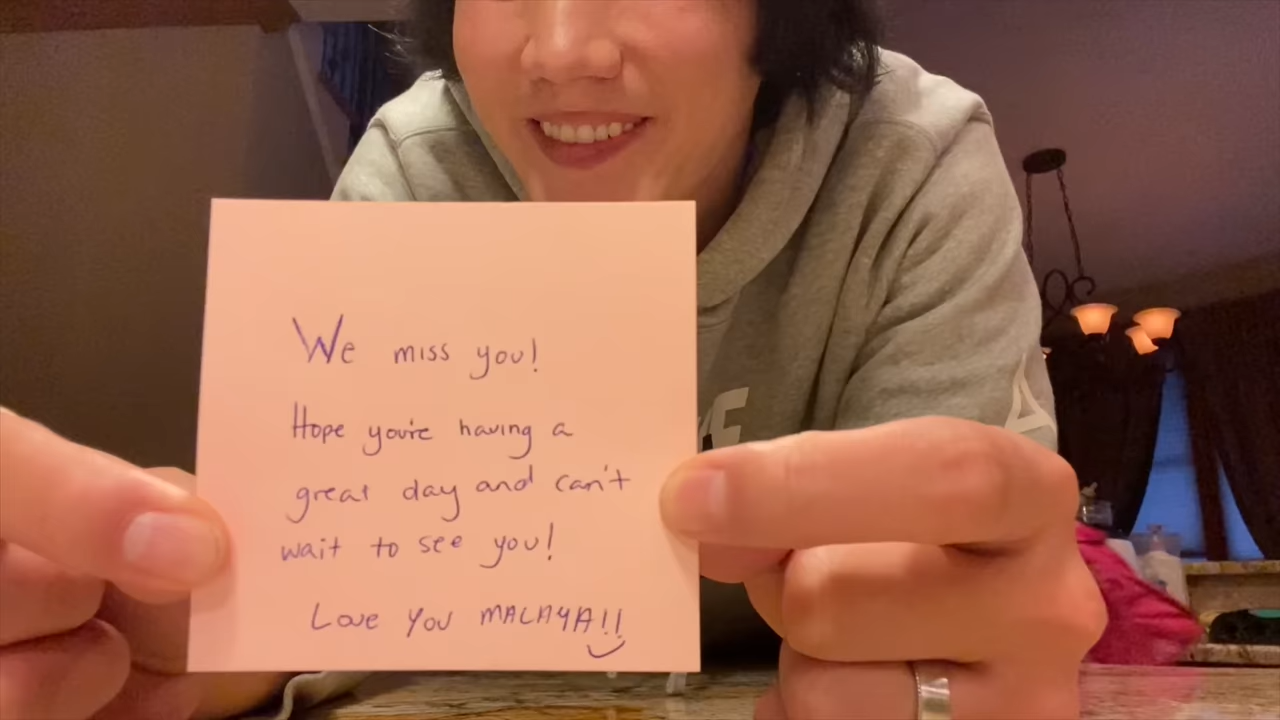 We miss you!
Hope you're having a
great day and can't
wait to see you!
Love you MALAYA!!